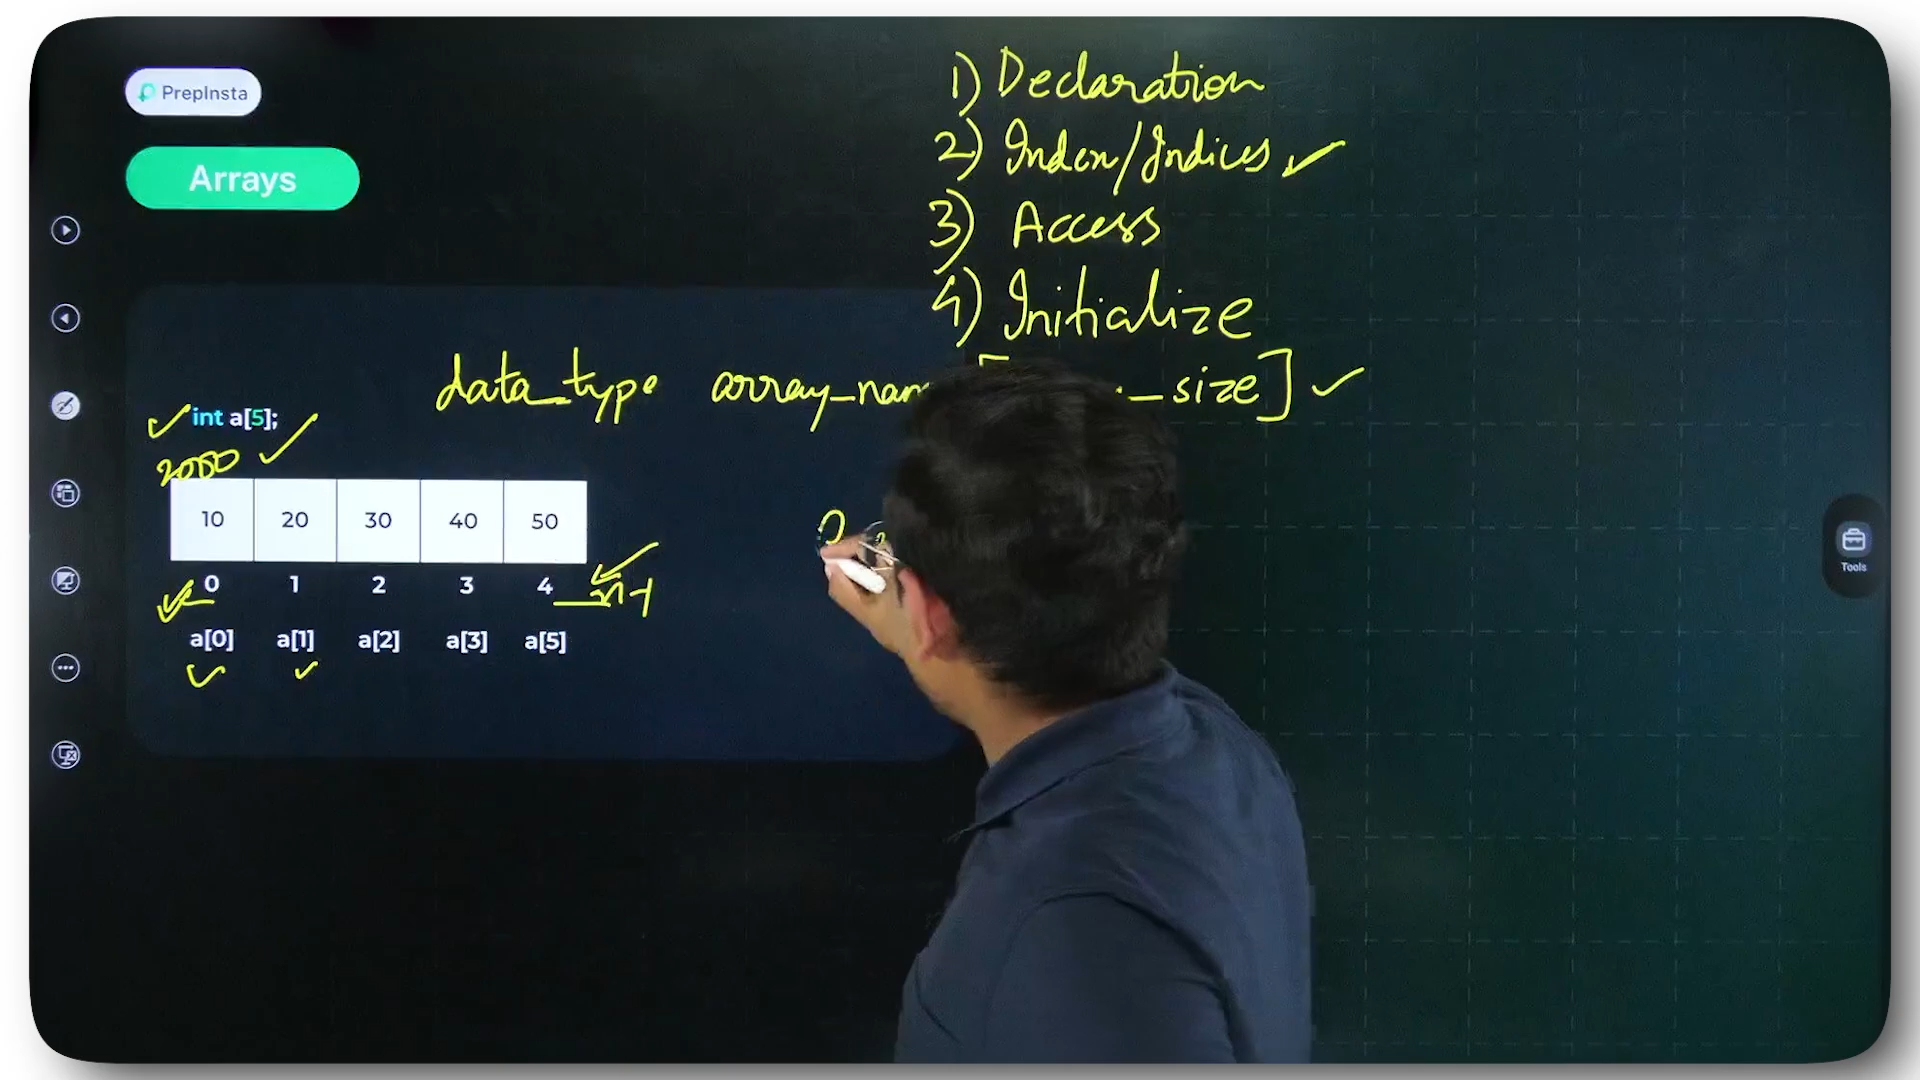 PrepInsta
Arrays
1) Declaration
2) Index/Indices
3) Access
4) Initialize
data_type array_nam [ _size]
int a[5];
2000
10 20 30 40 50
0 1 2 3 4 n-1
a[0] a[1] a[2] a[3] a[5]
Tools